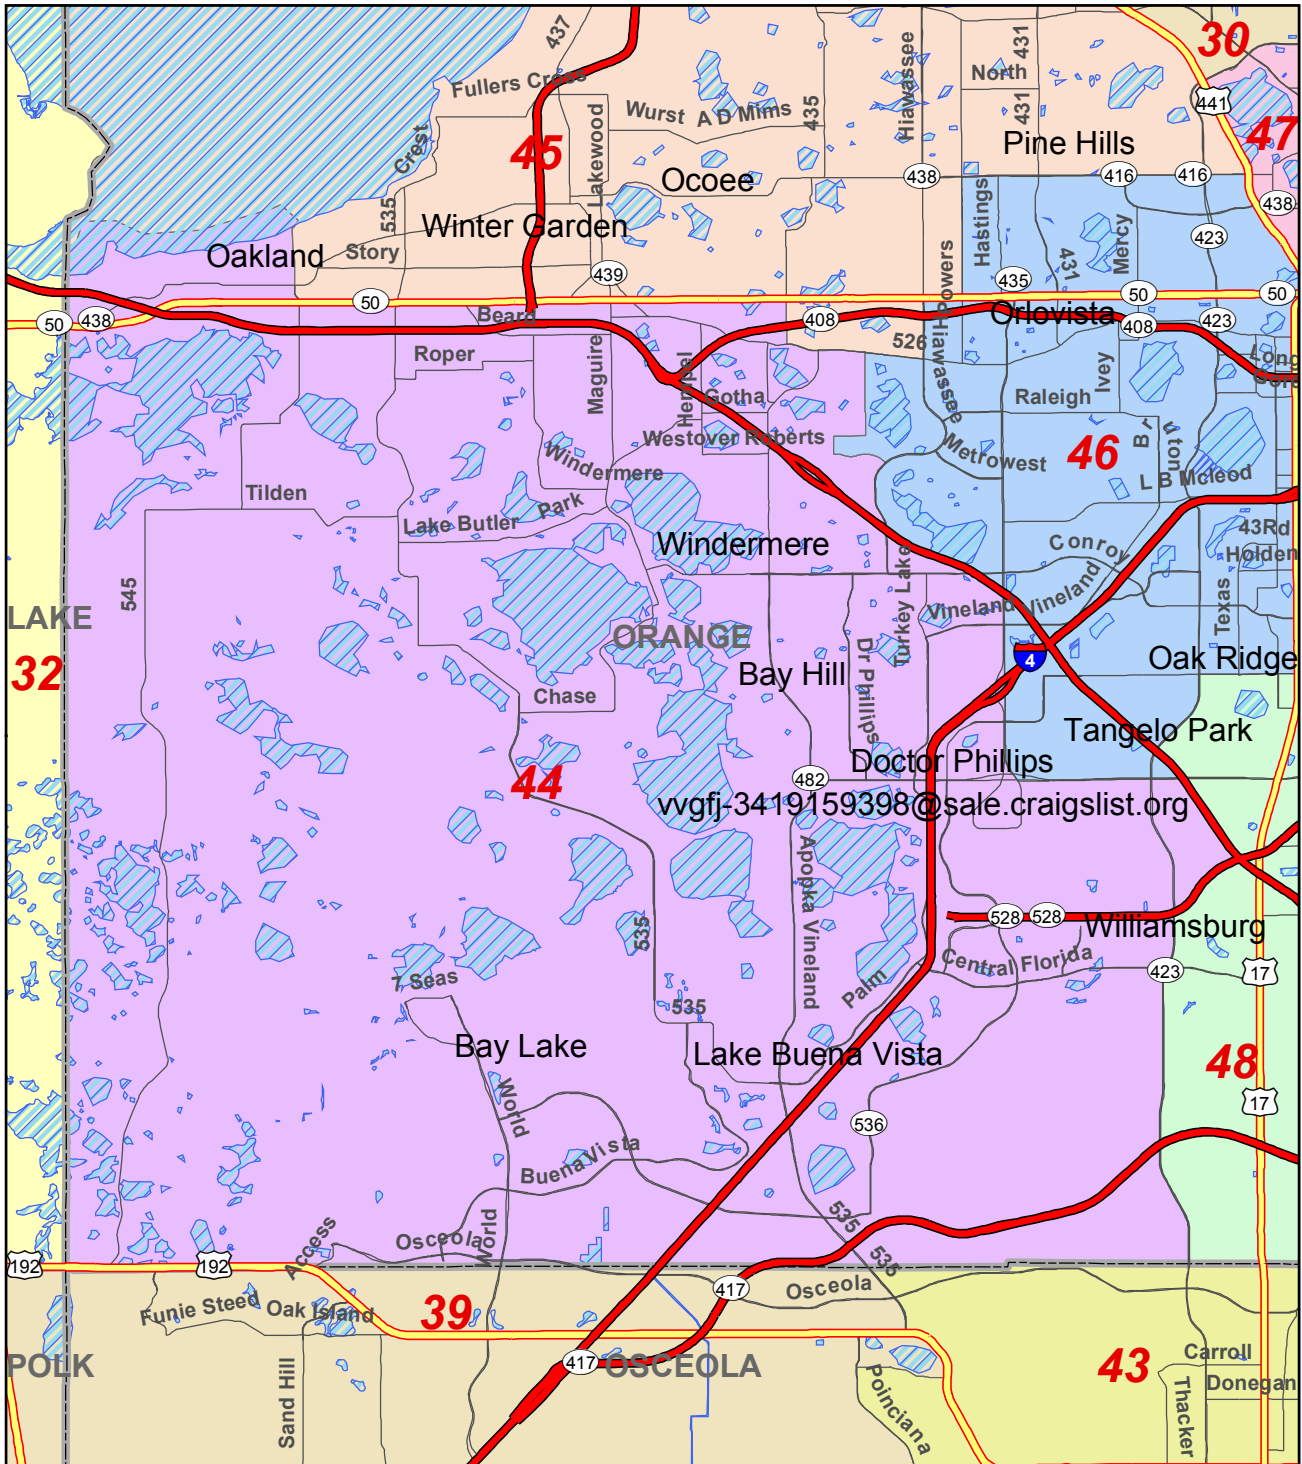 437
Fullers Cross
Hiawassee
431
North
30
441
Wurst A D Mims
435
431
Crest
45
Lakewood
Pine Hills
47
Ocoee
438
416
416
535
Hastings
438
Winter Garden
Oakland
Story
423
Mercy
431
439
435
Powers
50
50
50
50
438
Beard
408
Orlovista
408
423
526
Hiawassee
Roper
Maguire
Hempel
Gotha
Ivey
Long
Gore
Raleigh
Westover Roberts
Metrowest
46
Bruton
Windermere
L B Mcleod
Tilden
Lake Butler
Park
43Rd
Holden
Windermere
Conroy
Turkey Lake
545
LAKE
Vineland
Vineland
Texas
ORANGE
32
4
Oak Ridge
Bay Hill
Dr Phillips
Chase
Tangelo Park
Doctor Phillips
44
482
vvgfj-3419159398@sale.craigslist.org
Apopka Vineland
535
528
528
Williamsburg
Central Florida
423
17
7 Seas
Palm
535
Bay Lake
Lake Buena Vista
48
World
17
536
Buena Vista
World
535
Access
Osceola
535
192
192
417
Osceola
Funie Steed
Oak Island
39
POLK
417
OSCEOLA
43
Carroll
Donegan
Sand Hill
Poinciana
Thacker